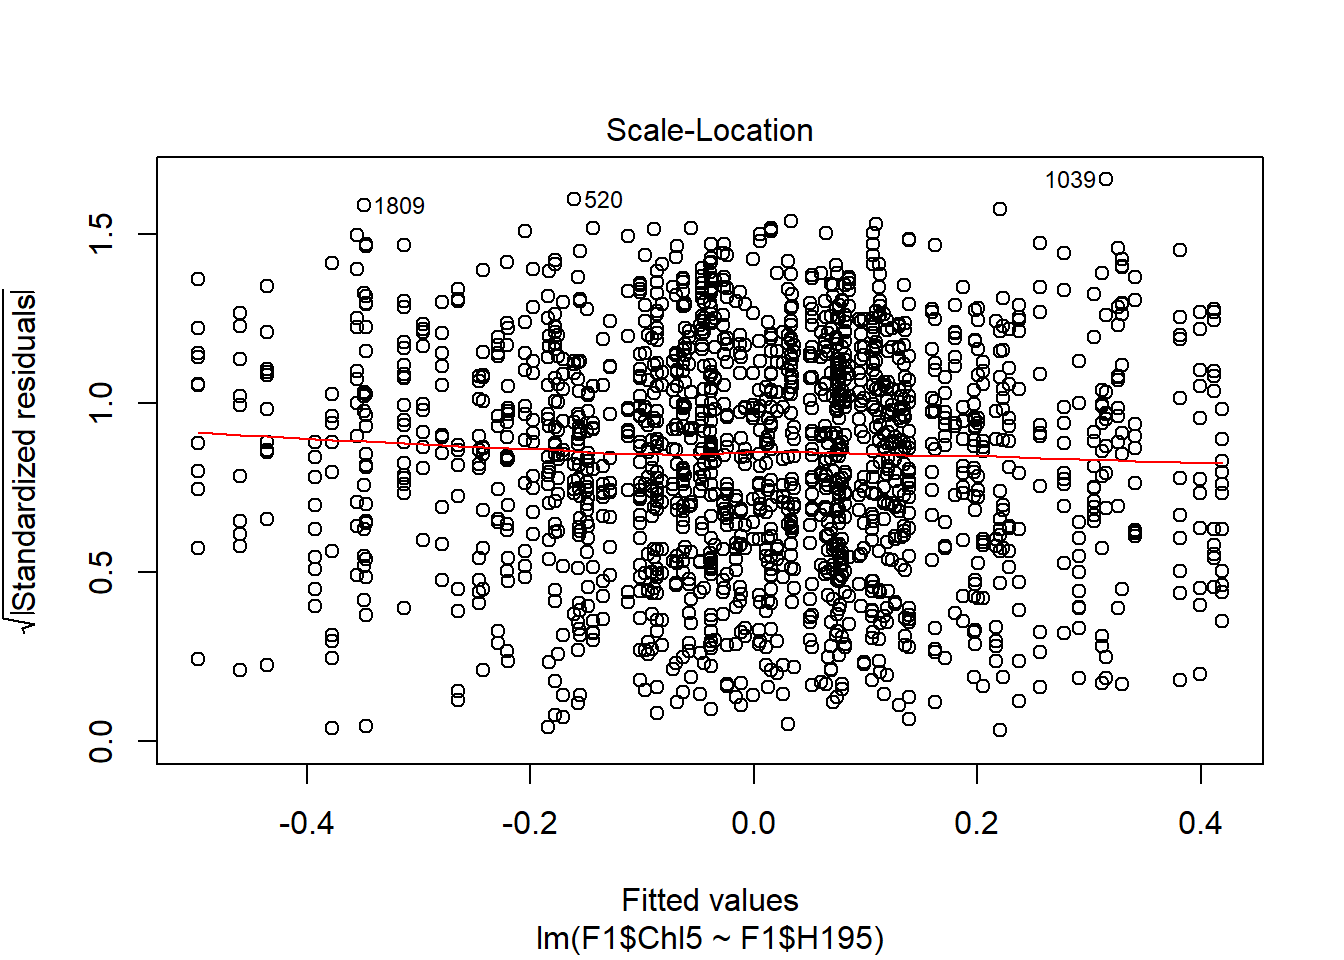 Scale-Location
1039
1809
520
1.5
1.0
0.5
0.0
√|Standardized residuals|
-0.4 -0.2 0.0 0.2 0.4
Fitted values
lm(F1$Chl5 ~ F1$H195)